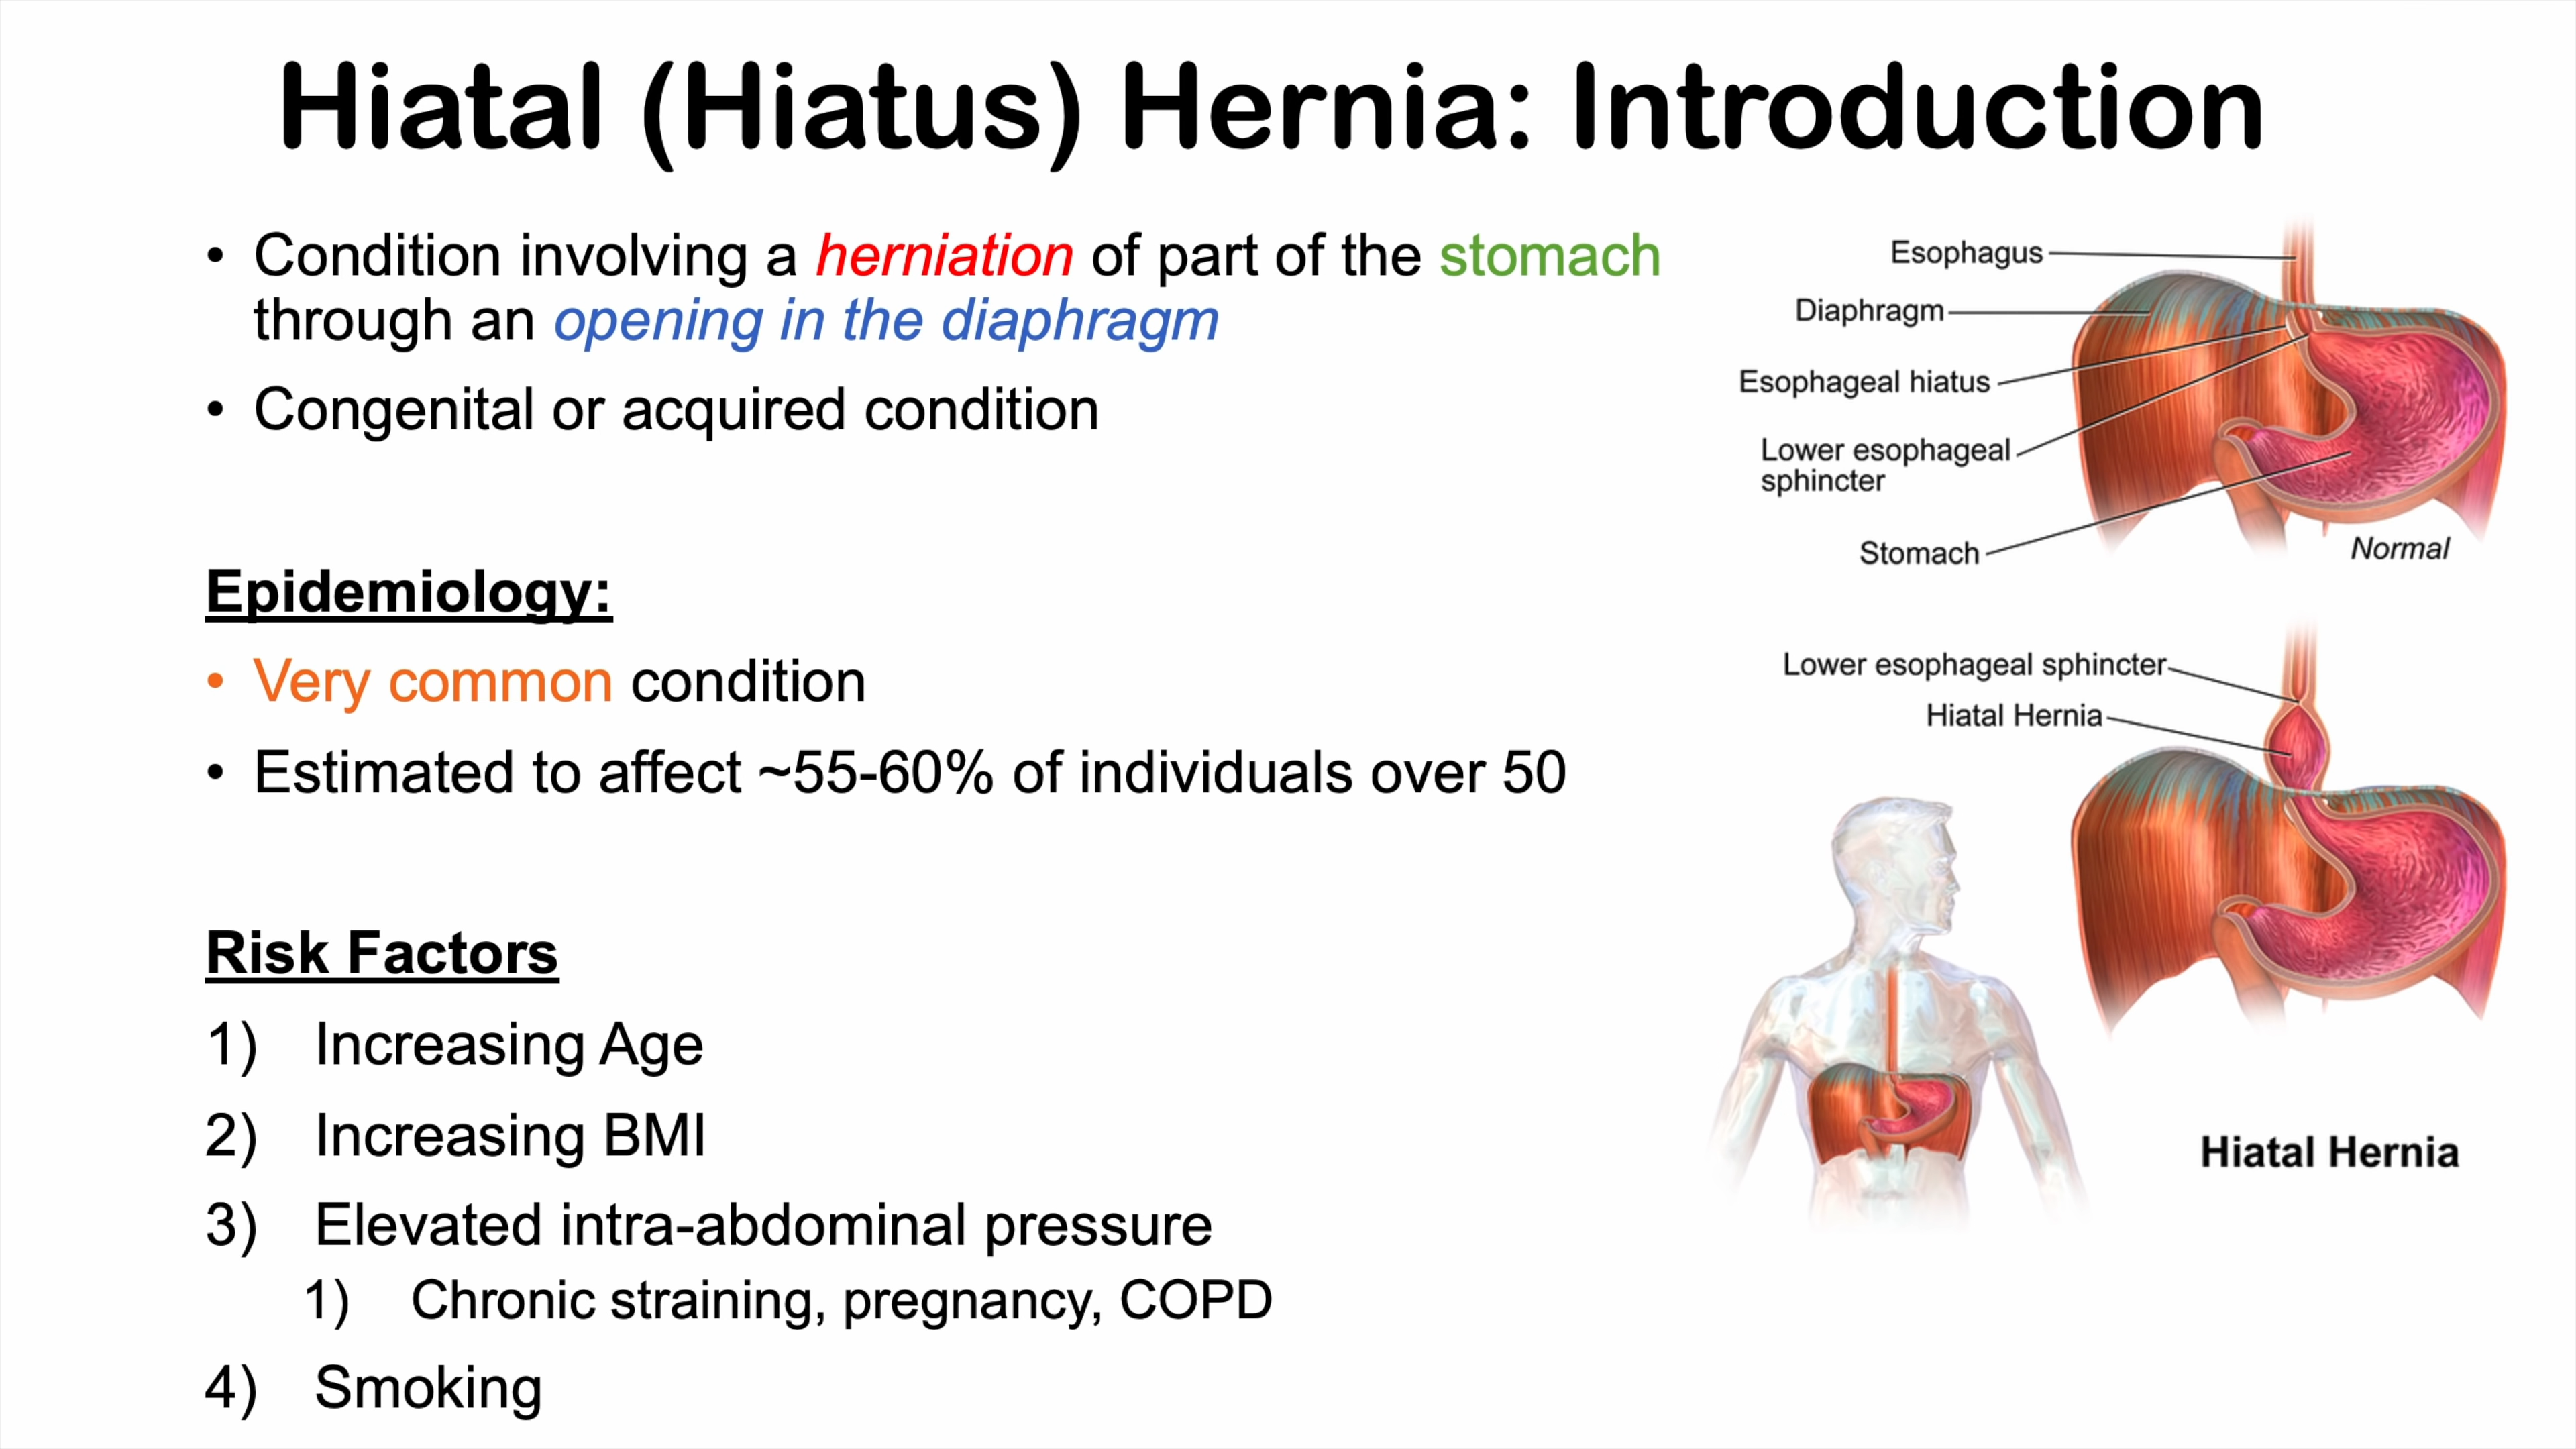 Hiatal (Hiatus) Hernia: Introduction
• Condition involving a herniation of part of the stomach
through an opening in the diaphragm
• Congenital or acquired condition
Epidemiology:
• Very common condition
• Estimated to affect ~55-60% of individuals over 50
Risk Factors
1) Increasing Age
2) Increasing BMI
3) Elevated intra-abdominal pressure
1) Chronic straining, pregnancy, COPD
4) Smoking
Esophagus
Diaphragm
Esophageal hiatus
Lower esophageal
sphincter
Stomach
Normal
Lower esophageal sphincter
Hiatal Hernia
Hiatal Hernia